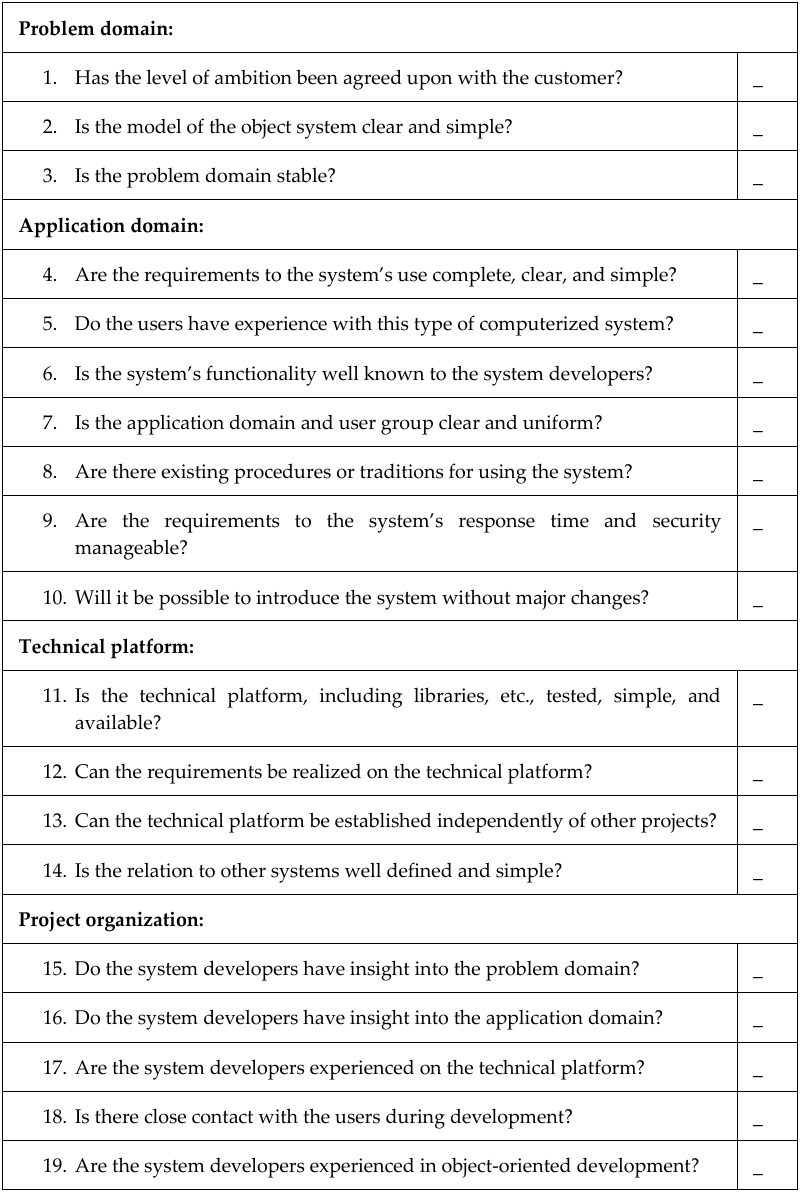 Problem domain:
1. Has the level of ambition been agreed upon with the customer? _
2. Is the model of the object system clear and simple? _
3. Is the problem domain stable? _
Application domain:
4. Are the requirements to the system's use complete, clear, and simple? _
5. Do the users have experience with this type of computerized system? _
6. Is the system's functionality well known to the system developers? _
7. Is the application domain and user group clear and uniform? _
8. Are there existing procedures or traditions for using the system? _
9. Are the requirements to the system's response time and security _
manageable?
10. Will it be possible to introduce the system without major changes? _
Technical platform:
11. Is the technical platform, including libraries, etc., tested, simple, and _
available?
12. Can the requirements be realized on the technical platform? _
13. Can the technical platform be established independently of other projects? _
14. Is the relation to other systems well defined and simple? _
Project organization:
15. Do the system developers have insight into the problem domain? _
16. Do the system developers have insight into the application domain? _
17. Are the system developers experienced on the technical platform? _
18. Is there close contact with the users during development? _
19. Are the system developers experienced in object-oriented development? _